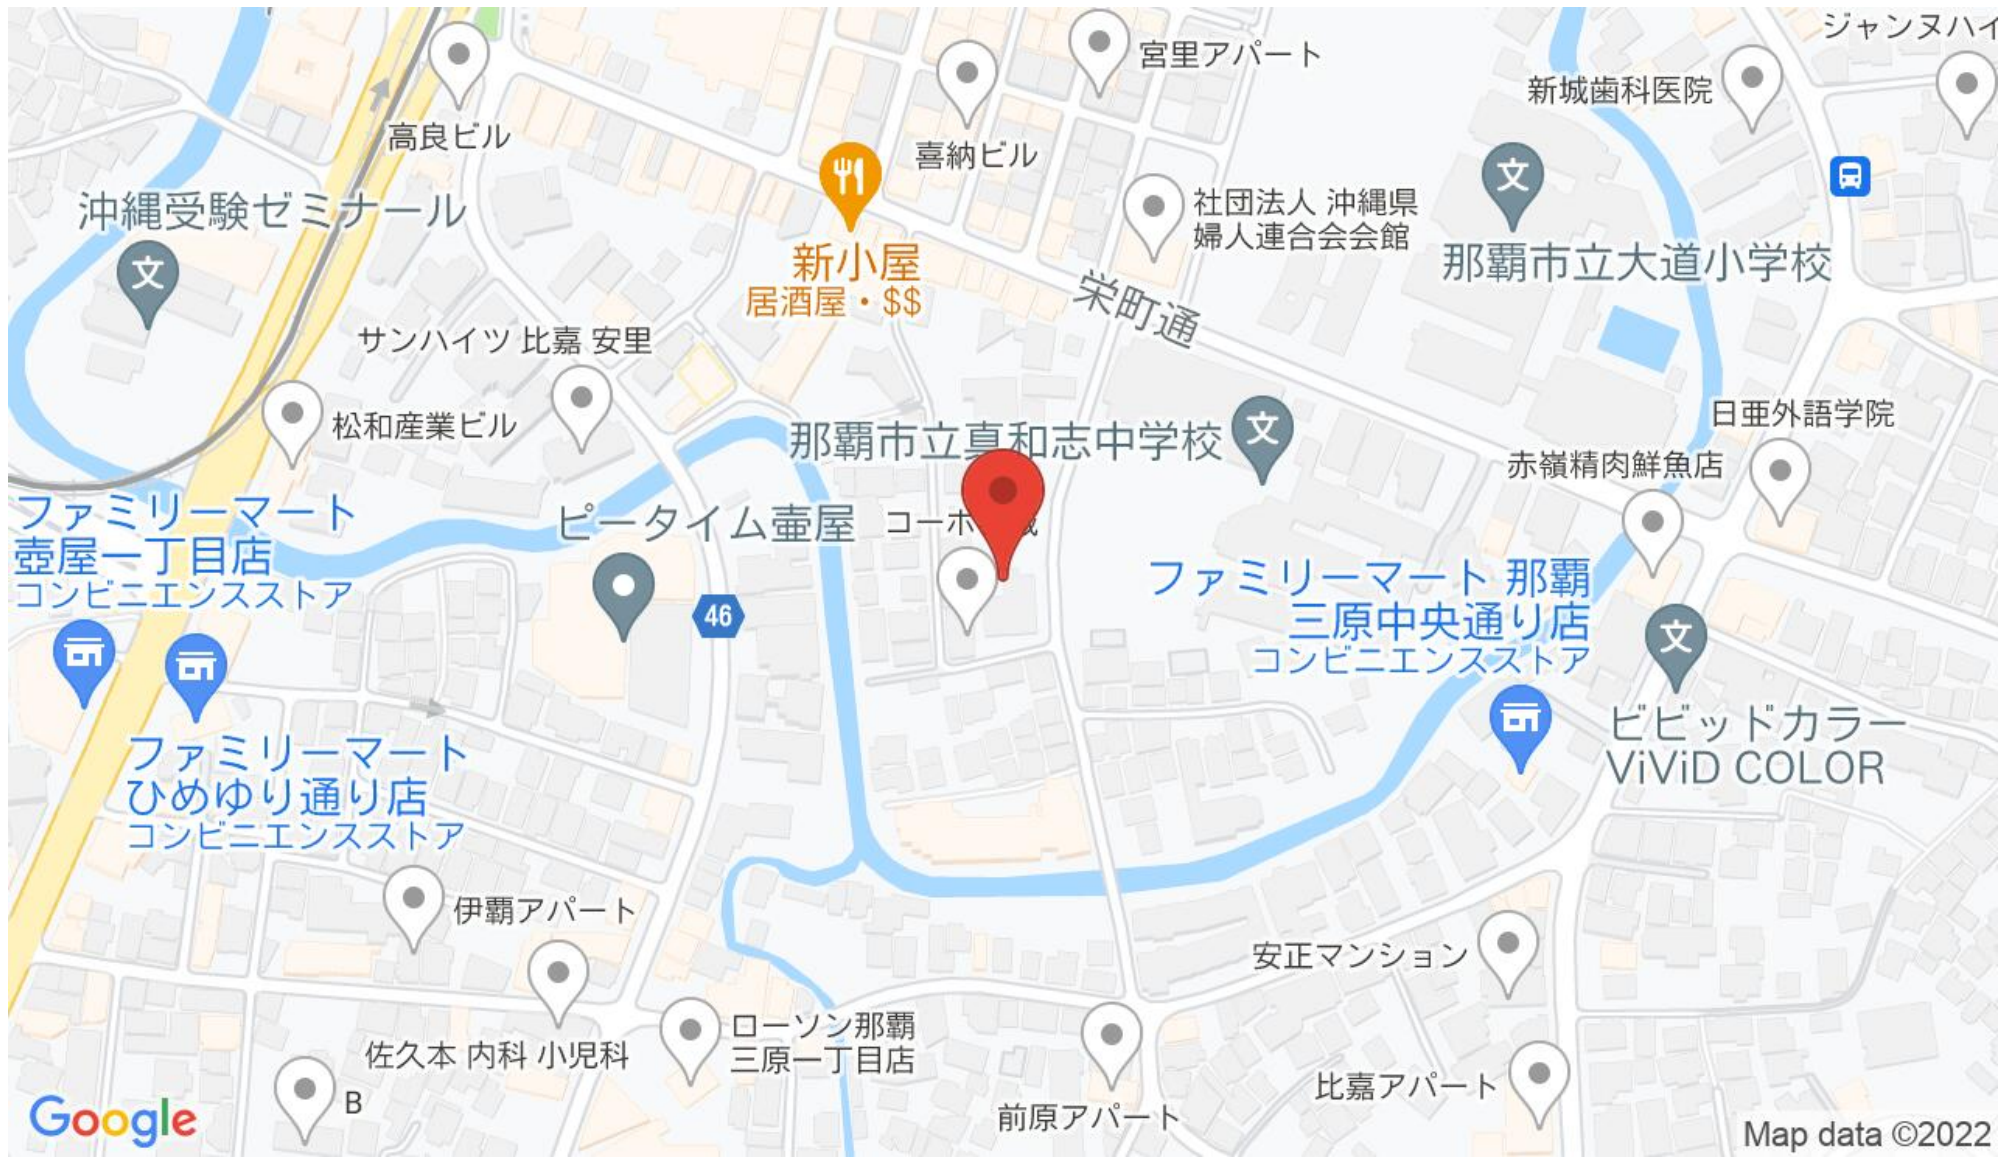 ジャンヌハイ
宮里アパート
新城歯科医院
高良ビル
喜納ビル
沖縄受験ゼミナール
社団法人 沖縄県
婦人連合会会館
那覇市立大道小学校
新小屋
居酒屋・$$
栄町通
サンハイツ 比嘉 安里
松和産業ビル
那覇市立真和志中学校
日亜外語学院
赤嶺精肉鮮魚店
ファミリーマート
壺屋一丁目店
コンビニエンスストア
ピータイム壷屋
コーポ
46
ファミリーマート 那覇
三原中央通り店
コンビニエンスストア
ビビッドカラー
ViViD COLOR
ファミリーマート
ひめゆり通り店
コンビニエンスストア
伊覇アパート
安正マンション
佐久本 内科 小児科
ローソン那覇
三原一丁目店
前原アパート
比嘉アパート
B
Google
Map data ©2022